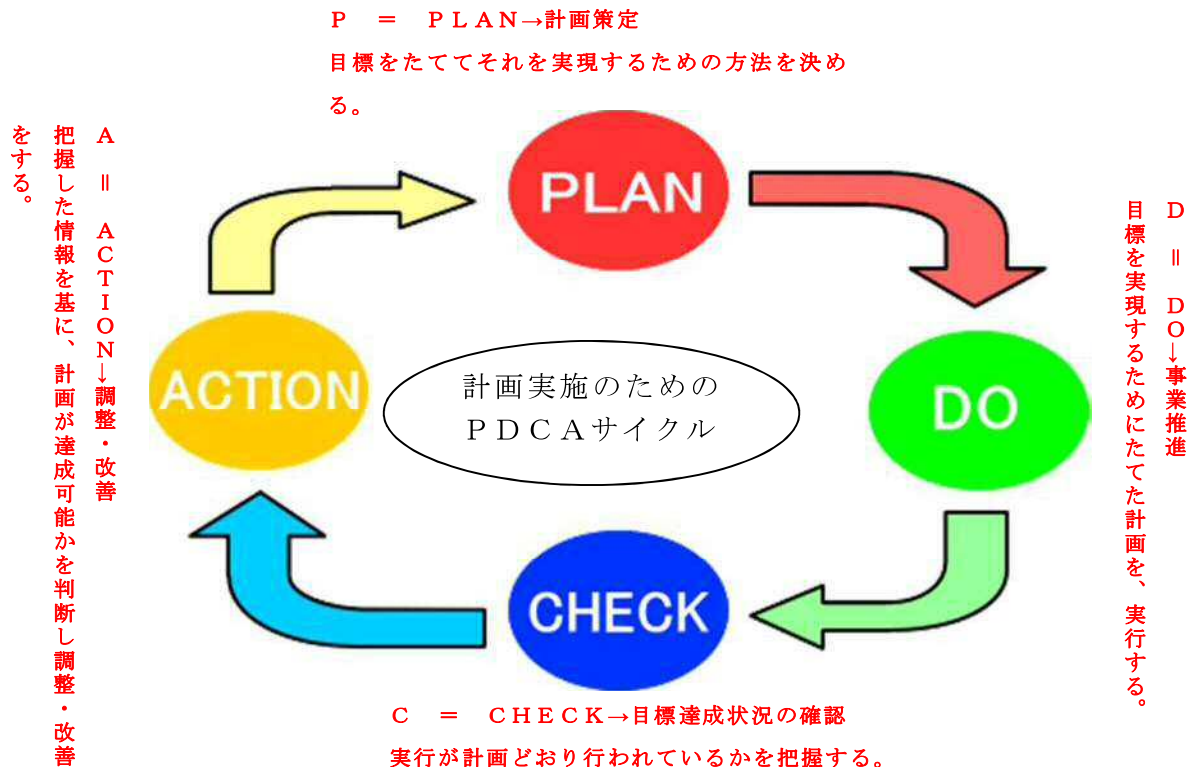 Ｐ　＝　ＰＬＡＮ→計画策定
目標をたててそれを実現するための方法を決め
る。
PLAN
Ｄ　＝　ＤＯ→事業推進
目標を実現するためにたてた計画を、実行する。
DO
計画実施のための
ＰＤＣＡサイクル
CHECK
Ｃ　＝　ＣＨＥＣＫ→目標達成状況の確認
実行が計画どおり行われているかを把握する。
ACTION
Ａ　＝　ＡＣＴＩＯＮ→調整・改善
把握した情報を基に、計画が達成可能かを判断し調整・改善
をする。